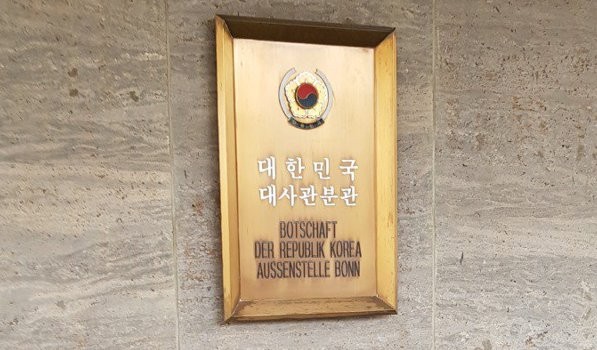 대한민국
대사관분관
BOTSCHAFT
DER REPUBLIK KOREA
AUSSENSTELLE BONN